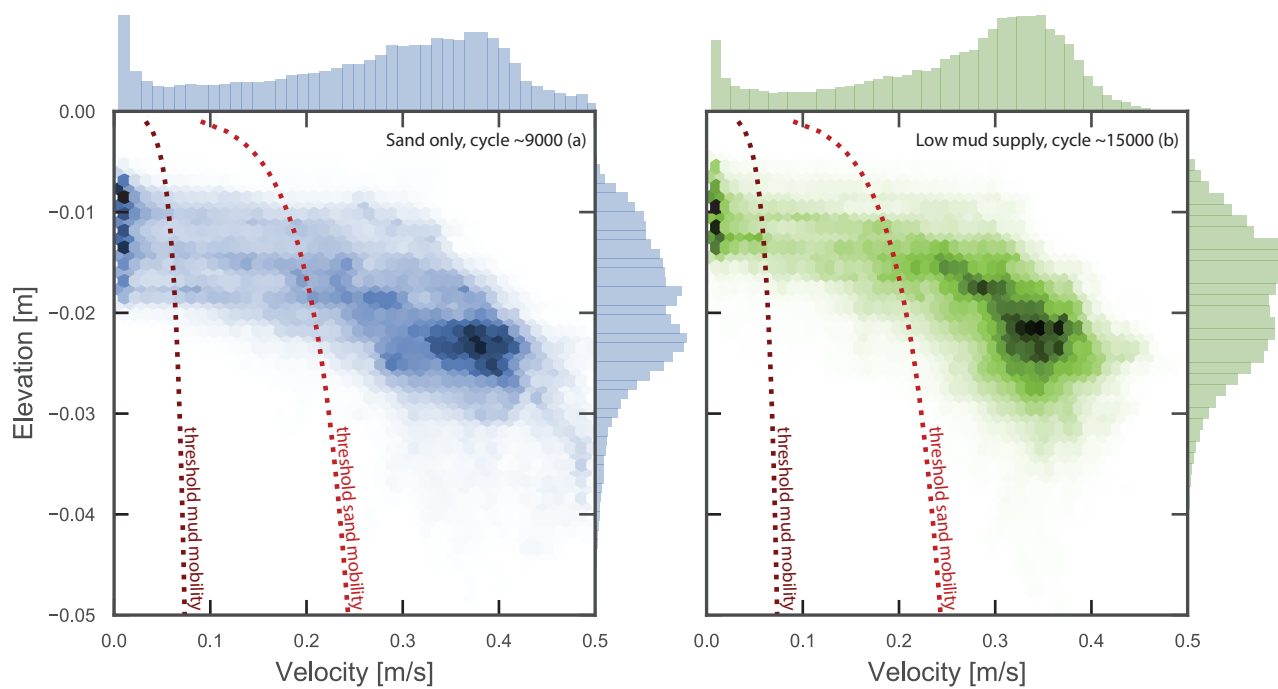 0.00
−0.01
−0.02
−0.03
−0.04
−0.05
Elevation [m]
Sand only, cycle ~9000 (a)
threshold mud mobility
threshold sand mobility
0.0 0.1 0.2 0.3 0.4 0.5
Velocity [m/s]
Low mud supply, cycle ~15000 (b)
threshold mud mobility
threshold sand mobility
0.0 0.1 0.2 0.3 0.4 0.5
Velocity [m/s]